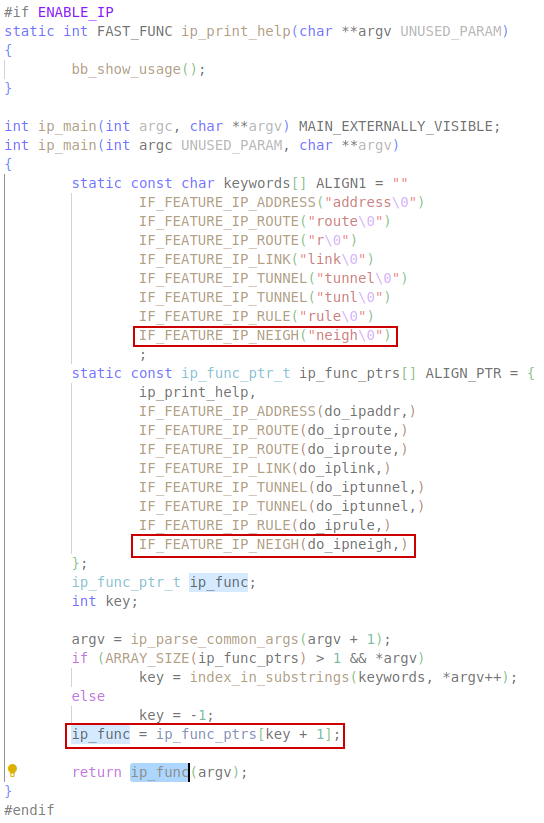 #if ENABLE_IP
static int FAST_FUNC ip_print_help(char **argv UNUSED_PARAM)
{
        bb_show_usage();
}

int ip_main(int argc, char **argv) MAIN_EXTERNALLY_VISIBLE;
int ip_main(int argc UNUSED_PARAM, char **argv)
{
        static const char keywords[] ALIGN1 = ""
                IF_FEATURE_IP_ADDRESS("address\0")
                IF_FEATURE_IP_ROUTE("route\0")
                IF_FEATURE_IP_ROUTE("r\0")
                IF_FEATURE_IP_LINK("link\0")
                IF_FEATURE_IP_TUNNEL("tunnel\0")
                IF_FEATURE_IP_TUNNEL("tunl\0")
                IF_FEATURE_IP_RULE("rule\0")
                IF_FEATURE_IP_NEIGH("neigh\0")
                ;
        static const ip_func_ptr_t ip_func_ptrs[] ALIGN_PTR = {
                ip_print_help,
                IF_FEATURE_IP_ADDRESS(do_ipaddr,)
                IF_FEATURE_IP_ROUTE(do_iproute,)
                IF_FEATURE_IP_ROUTE(do_iproute,)
                IF_FEATURE_IP_LINK(do_iplink,)
                IF_FEATURE_IP_TUNNEL(do_iptunnel,)
                IF_FEATURE_IP_TUNNEL(do_iptunnel,)
                IF_FEATURE_IP_RULE(do_iprule,)
                IF_FEATURE_IP_NEIGH(do_ipneigh,)
        };
        ip_func_ptr_t ip_func;
        int key;

        argv = ip_parse_common_args(argv + 1);
        if (ARRAY_SIZE(ip_func_ptrs) > 1 && *argv)
                key = index_in_substrings(keywords, *argv++);
        else
                key = -1;
        ip_func = ip_func_ptrs[key + 1];

        return ip_func(argv);
}
#endif